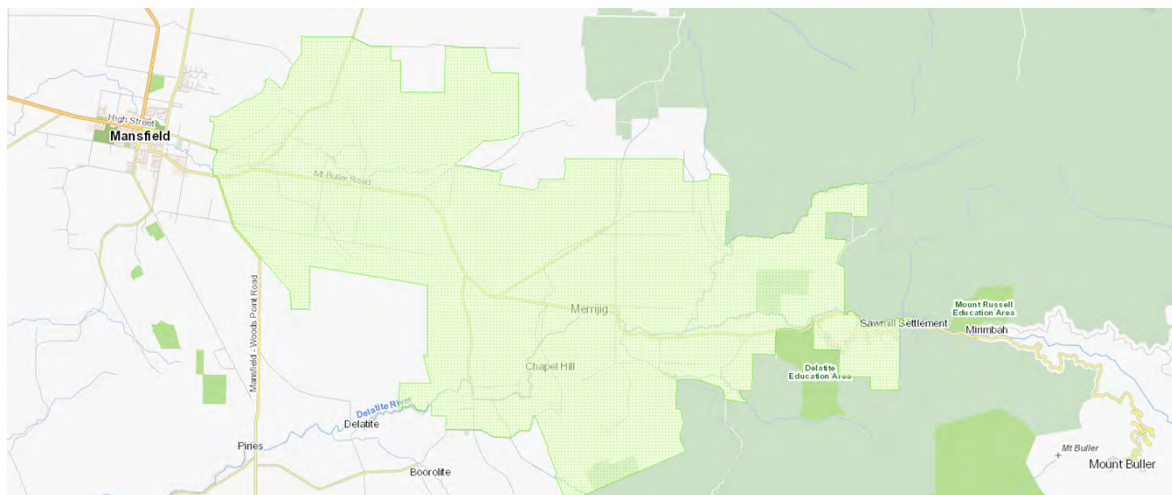 High Street
Mansfield
Mt Buller Road
Mansfield - Woods Point Road
Merrijig
Mount Russell
Education Area
Sawmill Settlement
Mirimbah
Chapel Hill
Delatite
Education Area
Delatite River
Delatite
Piries
Boorolite
Mt Buller
Mount Buller